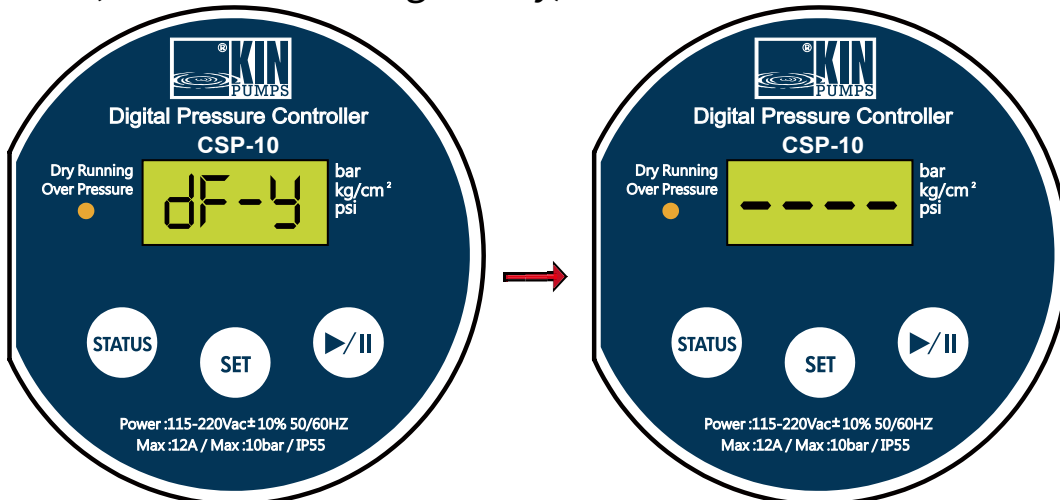 ® KIN
PUMPS
Digital Pressure Controller
CSP-10
Dry Running
Over Pressure
dF-y
bar
kg/cm²
psi
STATUS
SET
▶/II
Power :115-220Vac±10% 50/60HZ
Max :12A / Max :10bar / IP55
® KIN
PUMPS
Digital Pressure Controller
CSP-10
Dry Running
Over Pressure
----
bar
kg/cm²
psi
STATUS
SET
▶/II
Power :115-220Vac±10% 50/60HZ
Max :12A / Max :10bar / IP55